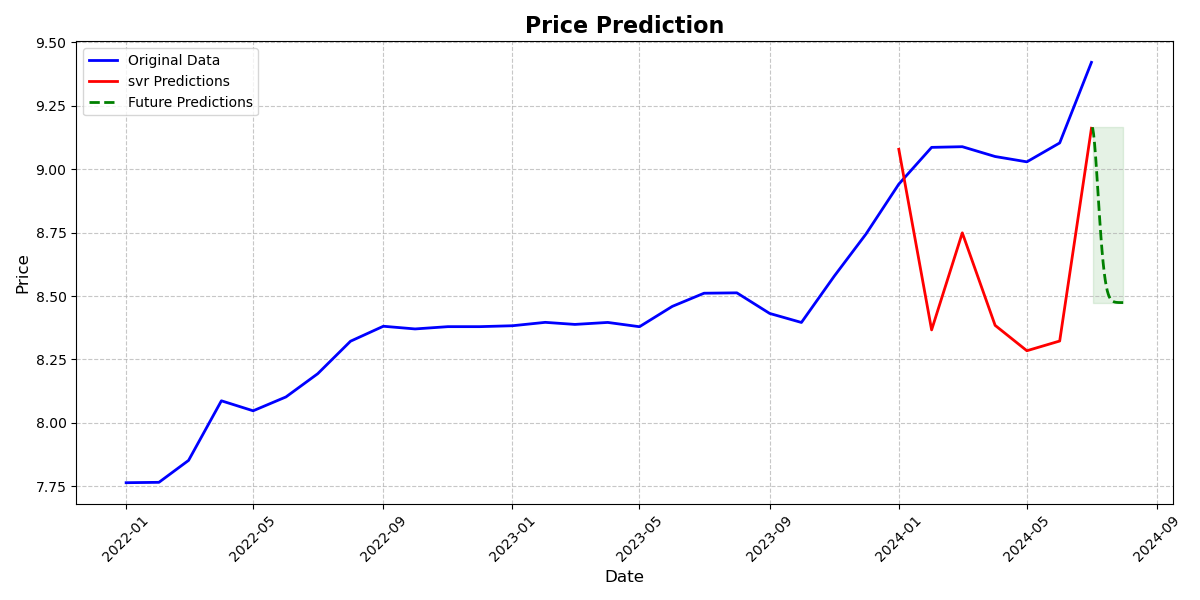 Price Prediction
Original Data
svr Predictions
Future Predictions
Price
9.50
9.25
9.00
8.75
8.50
8.25
8.00
7.75
2022-01
2022-05
2022-09
2023-01
2023-05
2023-09
2024-01
2024-05
2024-09
Date